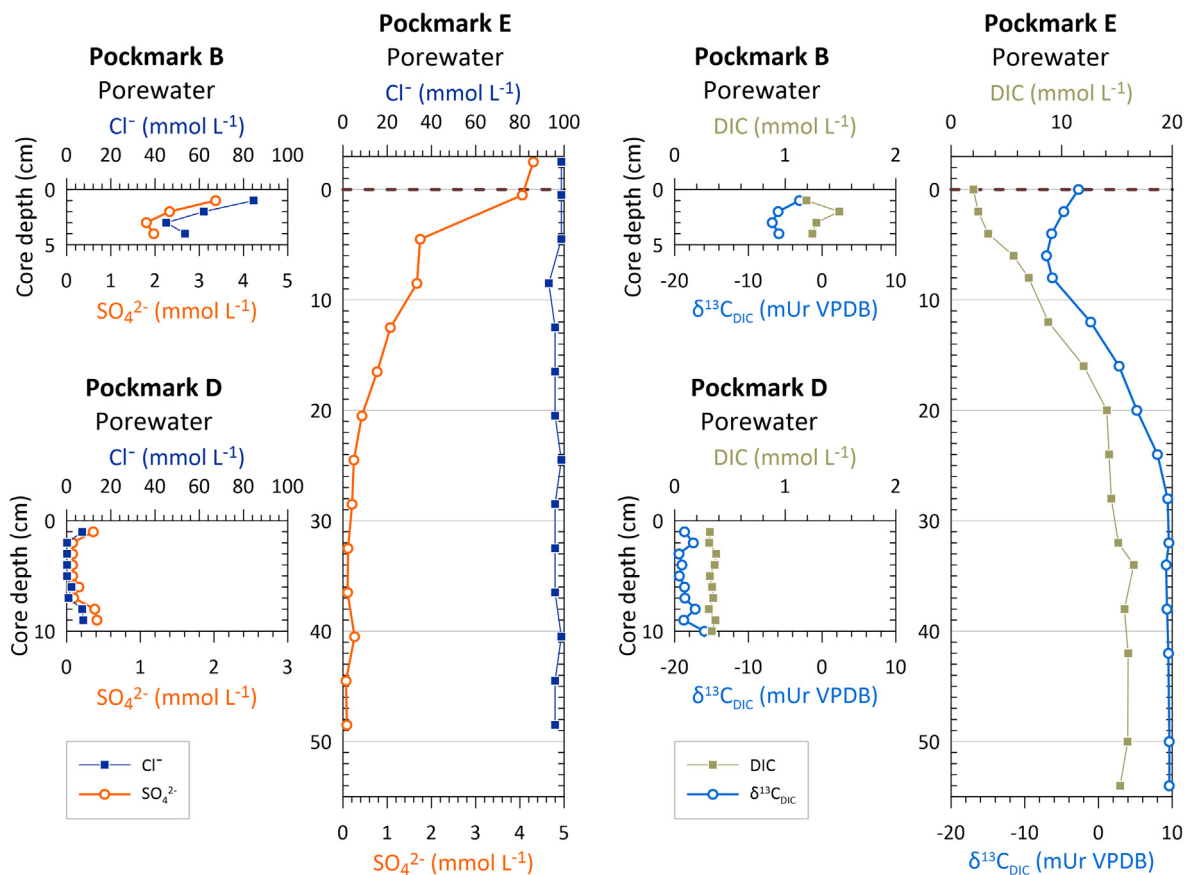 Pockmark B
Porewater
Cl⁻ (mmol L⁻¹)
0 20 40 60 80 100
Core depth (cm)
0
5
0 1 2 3 4 5
SO₄²⁻ (mmol L⁻¹)
Pockmark D
Porewater
Cl⁻ (mmol L⁻¹)
0 20 40 60 80 100
Core depth (cm)
0
10
0 1 2 3
SO₄²⁻ (mmol L⁻¹)
Cl⁻
SO₄²⁻
Pockmark E
Porewater
Cl⁻ (mmol L⁻¹)
0 20 40 60 80 100
0
10
20
30
40
50
0 1 2 3 4 5
SO₄²⁻ (mmol L⁻¹)
Pockmark B
Porewater
DIC (mmol L⁻¹)
0 1 2
Core depth (cm)
0
5
-20 -10 0 10
δ¹³C_DIC (mUr VPDB)
Pockmark D
Porewater
DIC (mmol L⁻¹)
0 1 2
Core depth (cm)
0
10
-20 -10 0 10
δ¹³C_DIC (mUr VPDB)
DIC
δ¹³C_DIC
Pockmark E
Porewater
DIC (mmol L⁻¹)
0 10 20
0
10
20
30
40
50
-20 -10 0 10
δ¹³C_DIC (mUr VPDB)